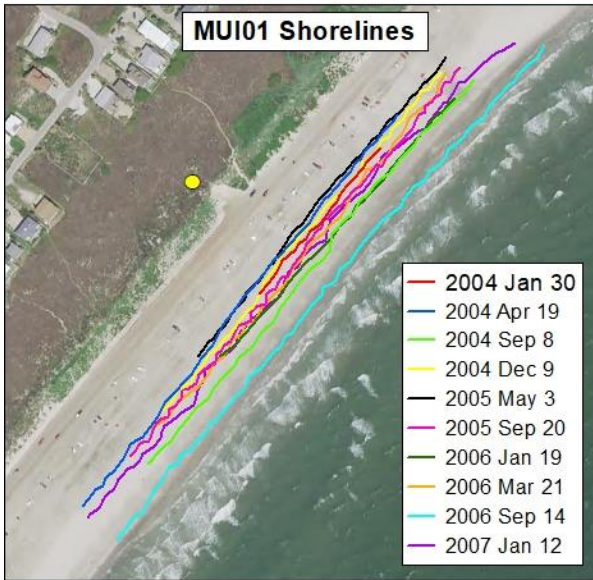 MUI01 Shorelines
2004 Jan 30
2004 Apr 19
2004 Sep 8
2004 Dec 9
2005 May 3
2005 Sep 20
2006 Jan 19
2006 Mar 21
2006 Sep 14
2007 Jan 12